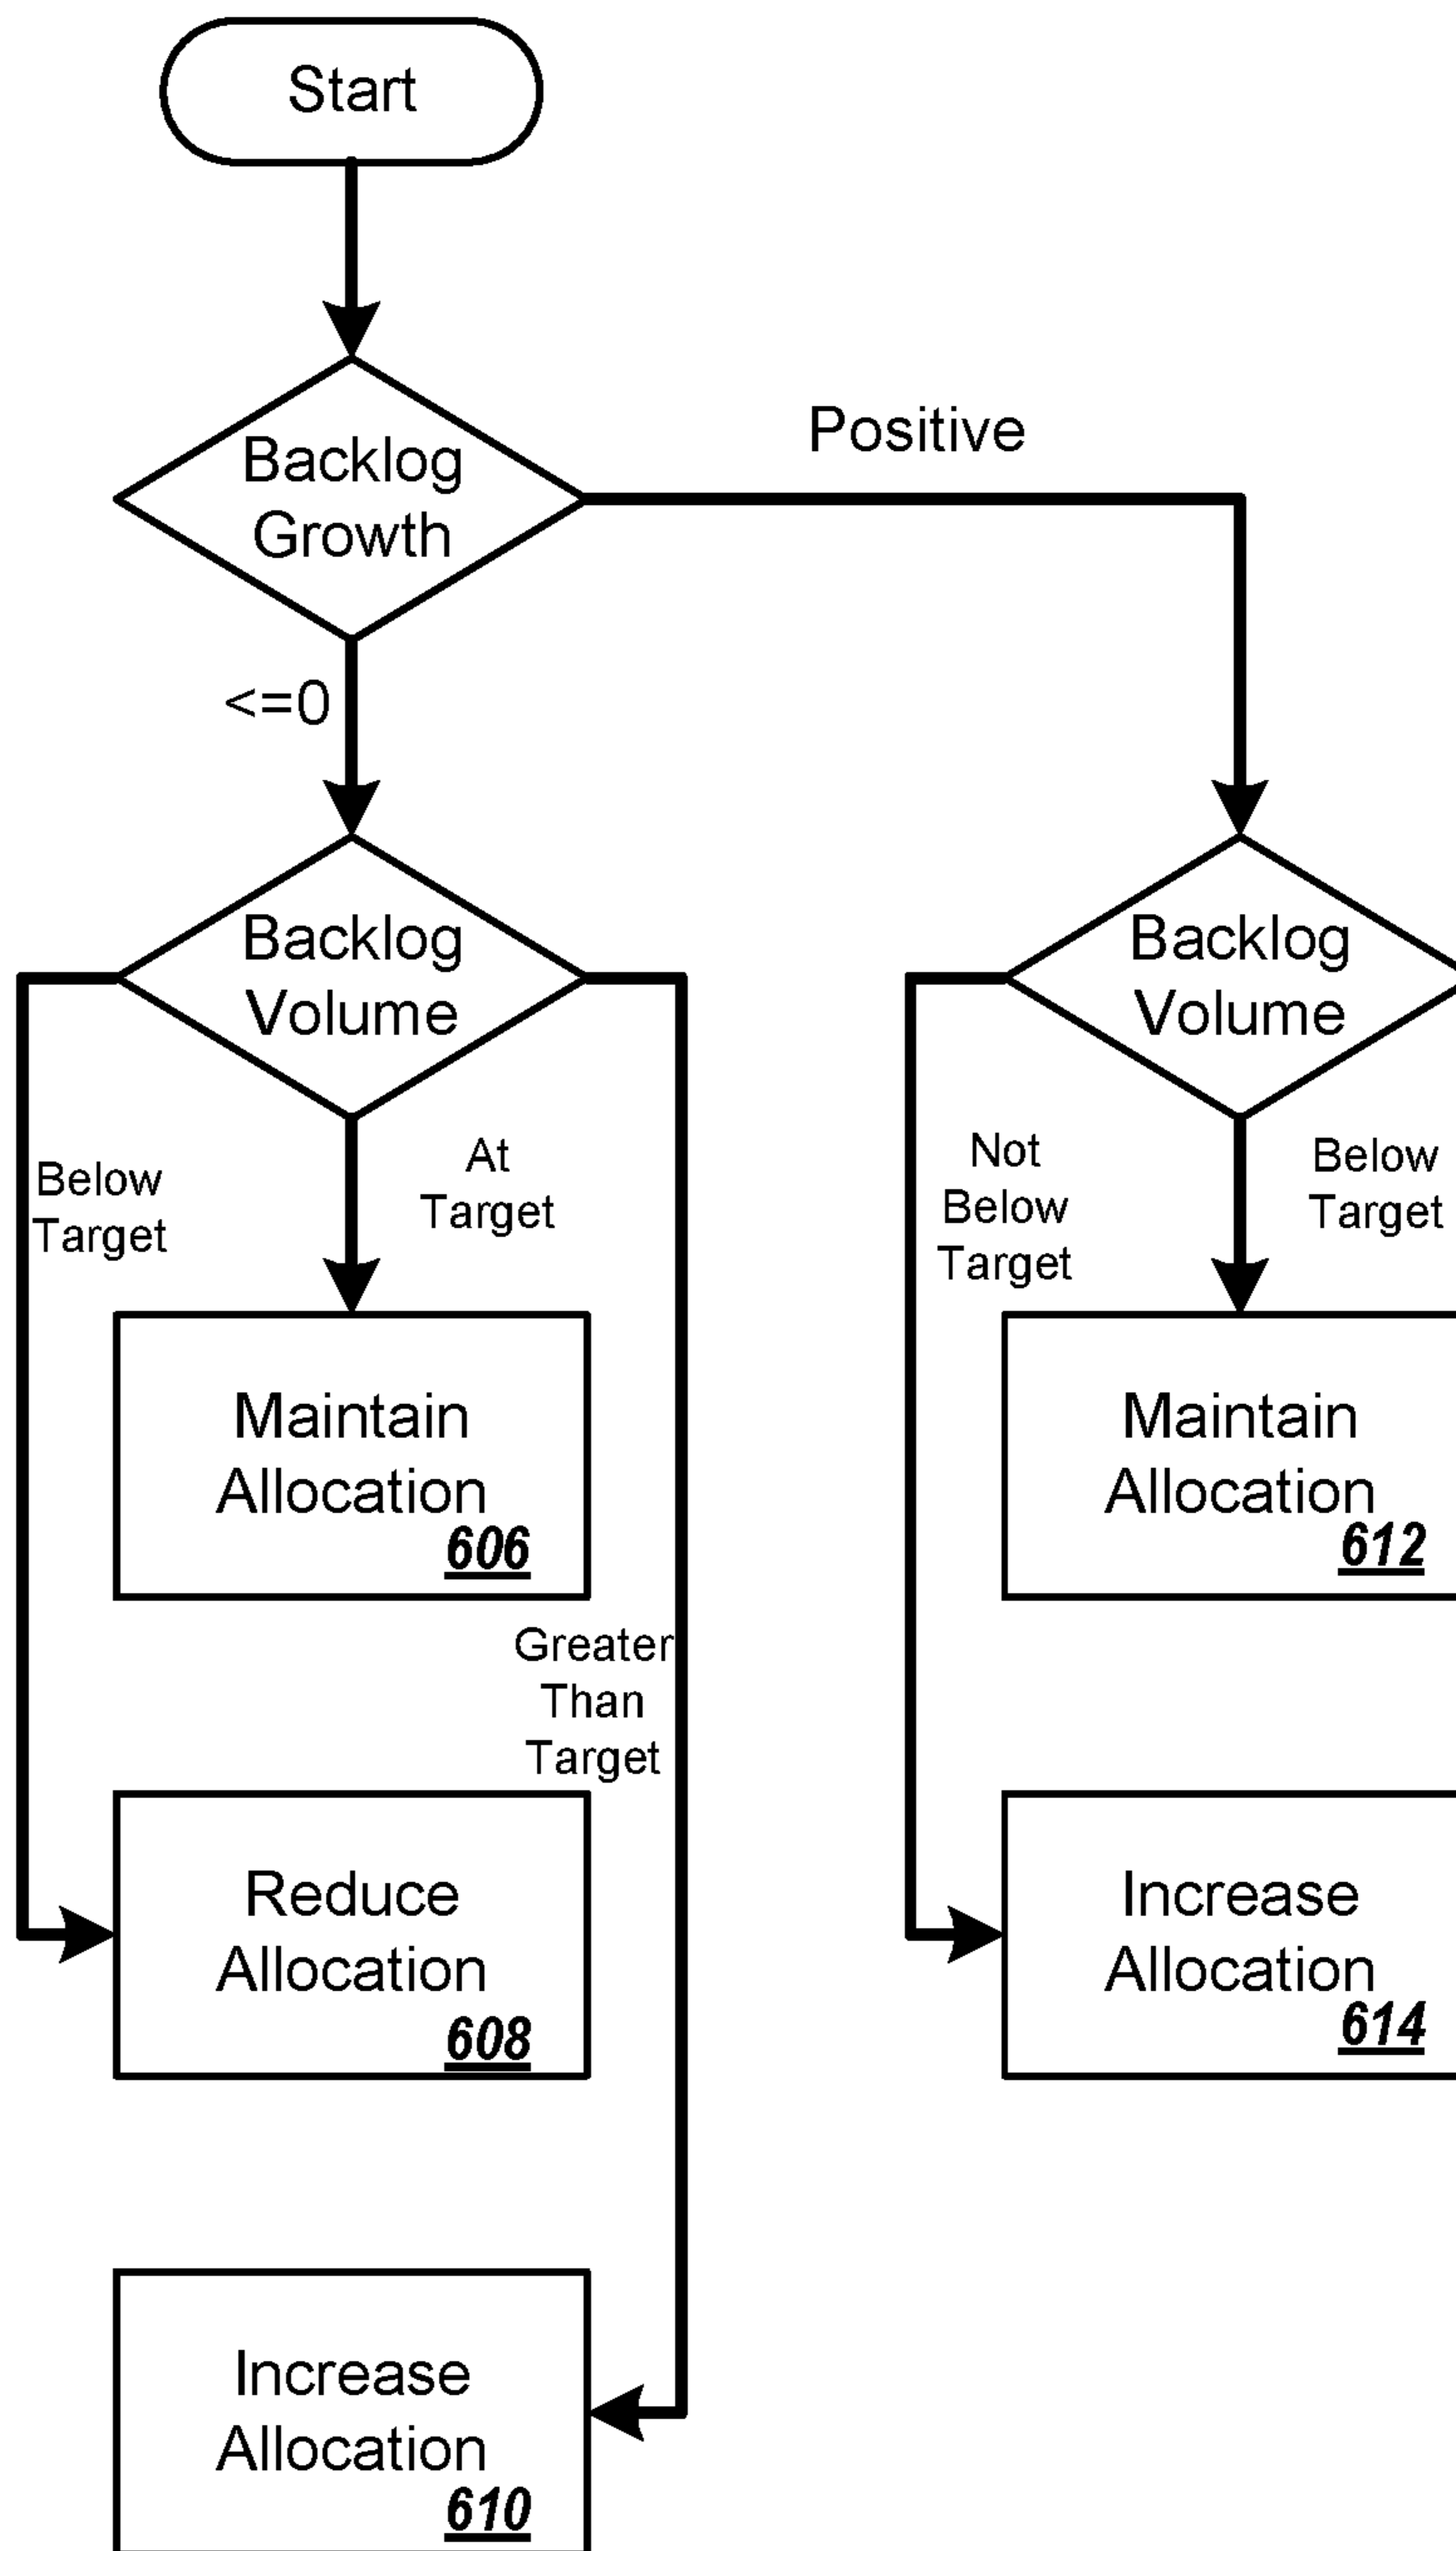 Start
Backlog
Growth
Positive
<=0
Backlog
Volume
Backlog
Volume
Below
Target
At
Target
Not
Below
Target
Below
Target
Maintain
Allocation
606
Maintain
Allocation
612
Greater
Than
Target
Reduce
Allocation
608
Increase
Allocation
614
Increase
Allocation
610